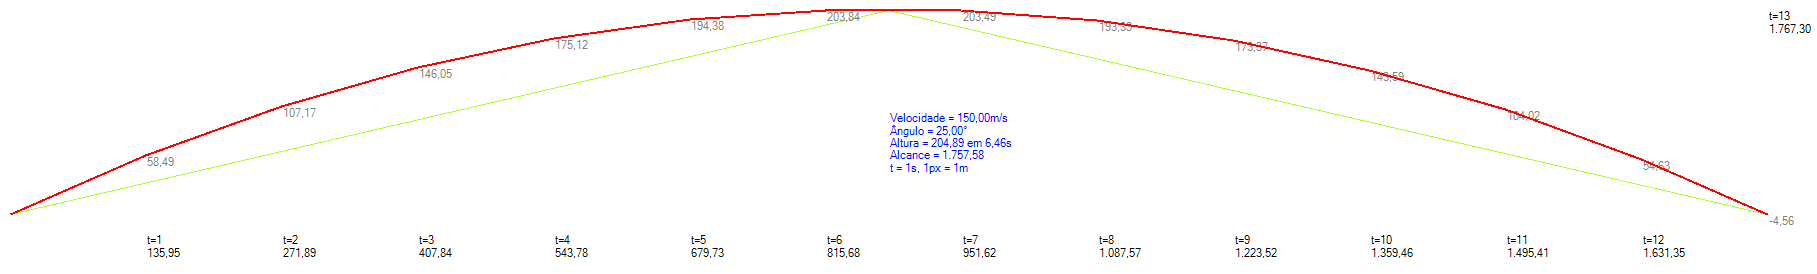 203,84
203,49
t=13
194,38
193,33
1.767,30
175,12
173,37
146,05
143,59
107,17
104,02
Velocidade = 150,00m/s
Ângulo = 25,00°
Altura = 204,89 em 6,46s
Alcance = 1.757,58
t = 1s, 1px = 1m
58,49
54,63
-4,56
t=1
135,95
t=2
271,89
t=3
407,84
t=4
543,78
t=5
679,73
t=6
815,68
t=7
951,62
t=8
1.087,57
t=9
1.223,52
t=10
1.359,46
t=11
1.495,41
t=12
1.631,35